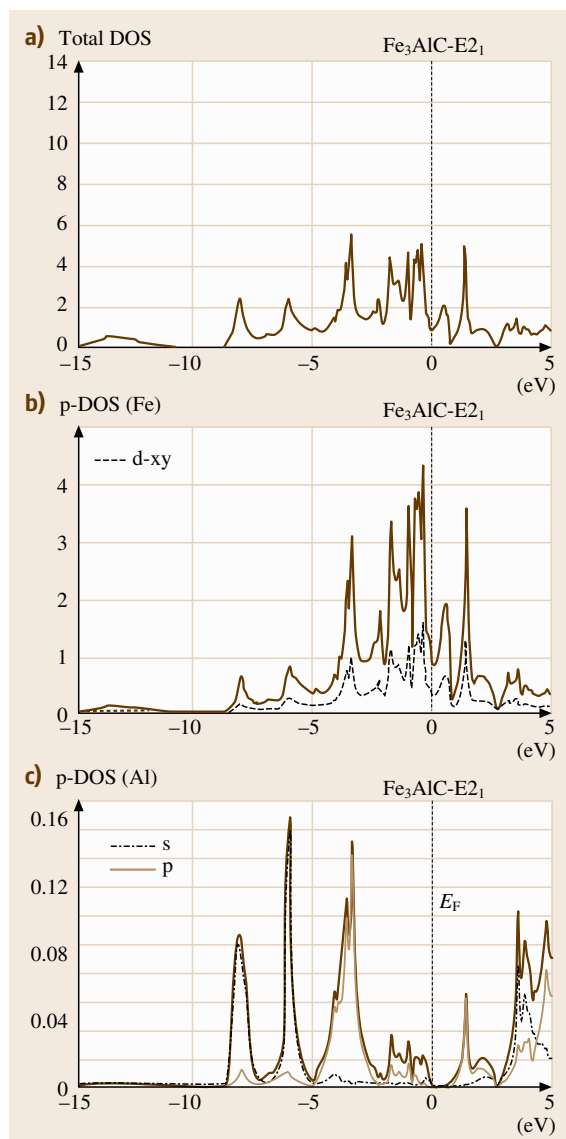 a) Total DOS
Fe₃AlC-E2₁
14
12
10
8
6
4
2
0
−15 −10 −5 0 5
(eV)
b) p-DOS (Fe)
Fe₃AlC-E2₁
d-xy
4
3
2
1
0
−15 −10 −5 0 5
(eV)
c) p-DOS (Al)
Fe₃AlC-E2₁
0.16
s
p
0.12
E_F
0.08
0.04
0
−15 −10 −5 0 5
(eV)